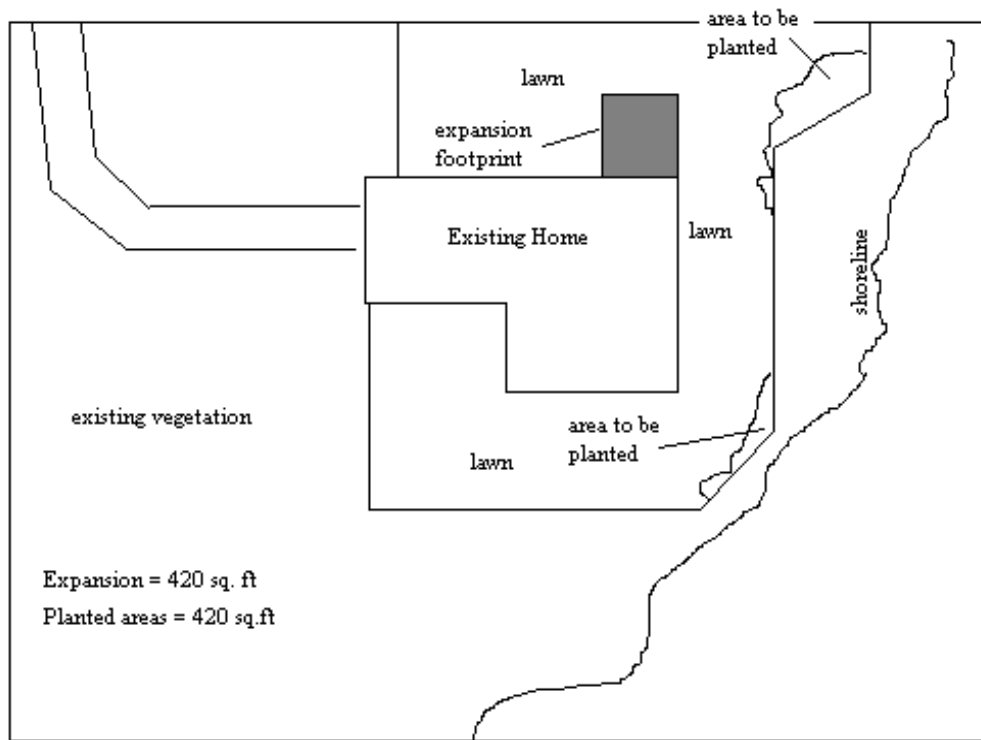 area to be
planted
lawn
expansion
footprint
Existing Home
lawn
shoreline
existing vegetation
area to be
planted
lawn
Expansion = 420 sq. ft
Planted areas = 420 sq.ft